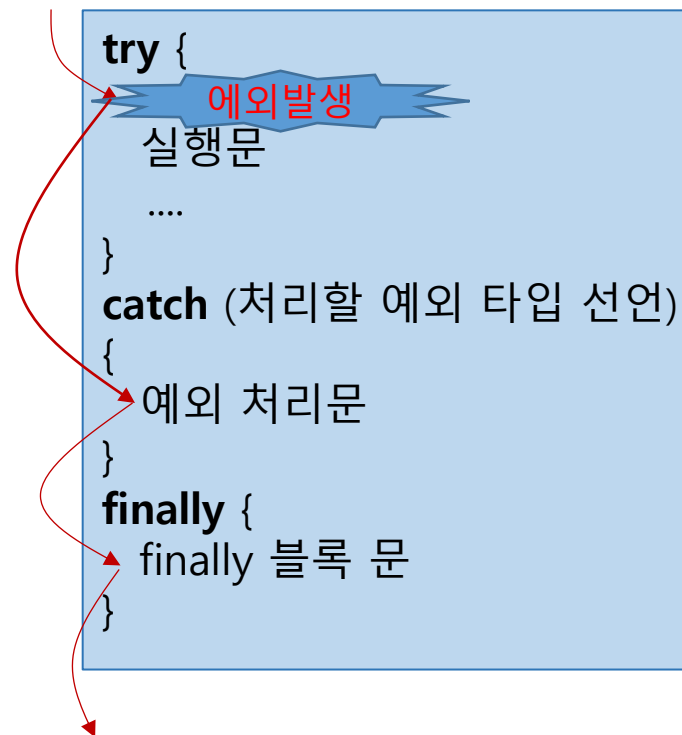 try {
에외발생
실행문
....
}
catch (처리할 예외 타입 선언)
{
예외 처리문
}
finally {
finally 블록 문
}